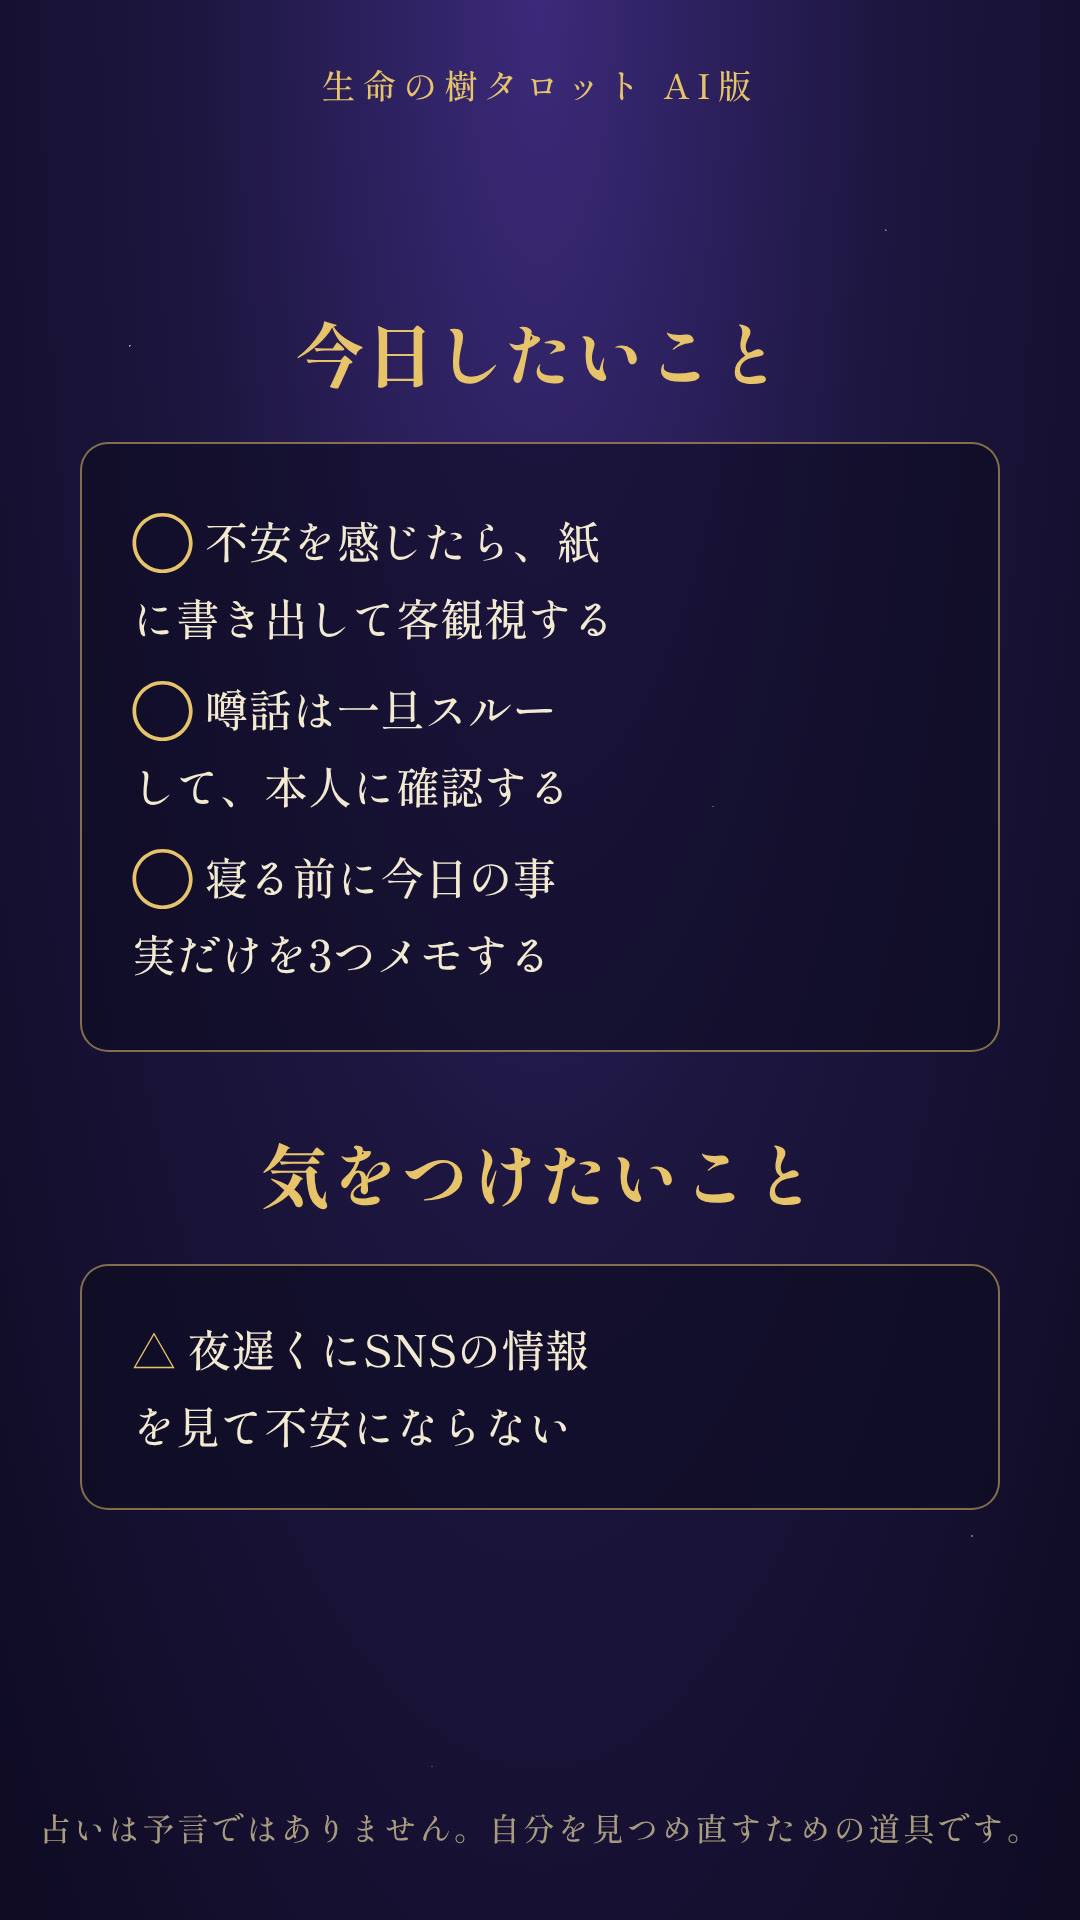 生命の樹タロット AI版
今日したいこと
◯ 不安を感じたら、紙
に書き出して客観視する
◯ 噂話は一旦スルー
して、本人に確認する
◯ 寝る前に今日の事
実だけを3つメモする
気をつけたいこと
△ 夜遅くにSNSの情報
を見て不安にならない
占いは予言ではありません。自分を見つめ直すための道具です。